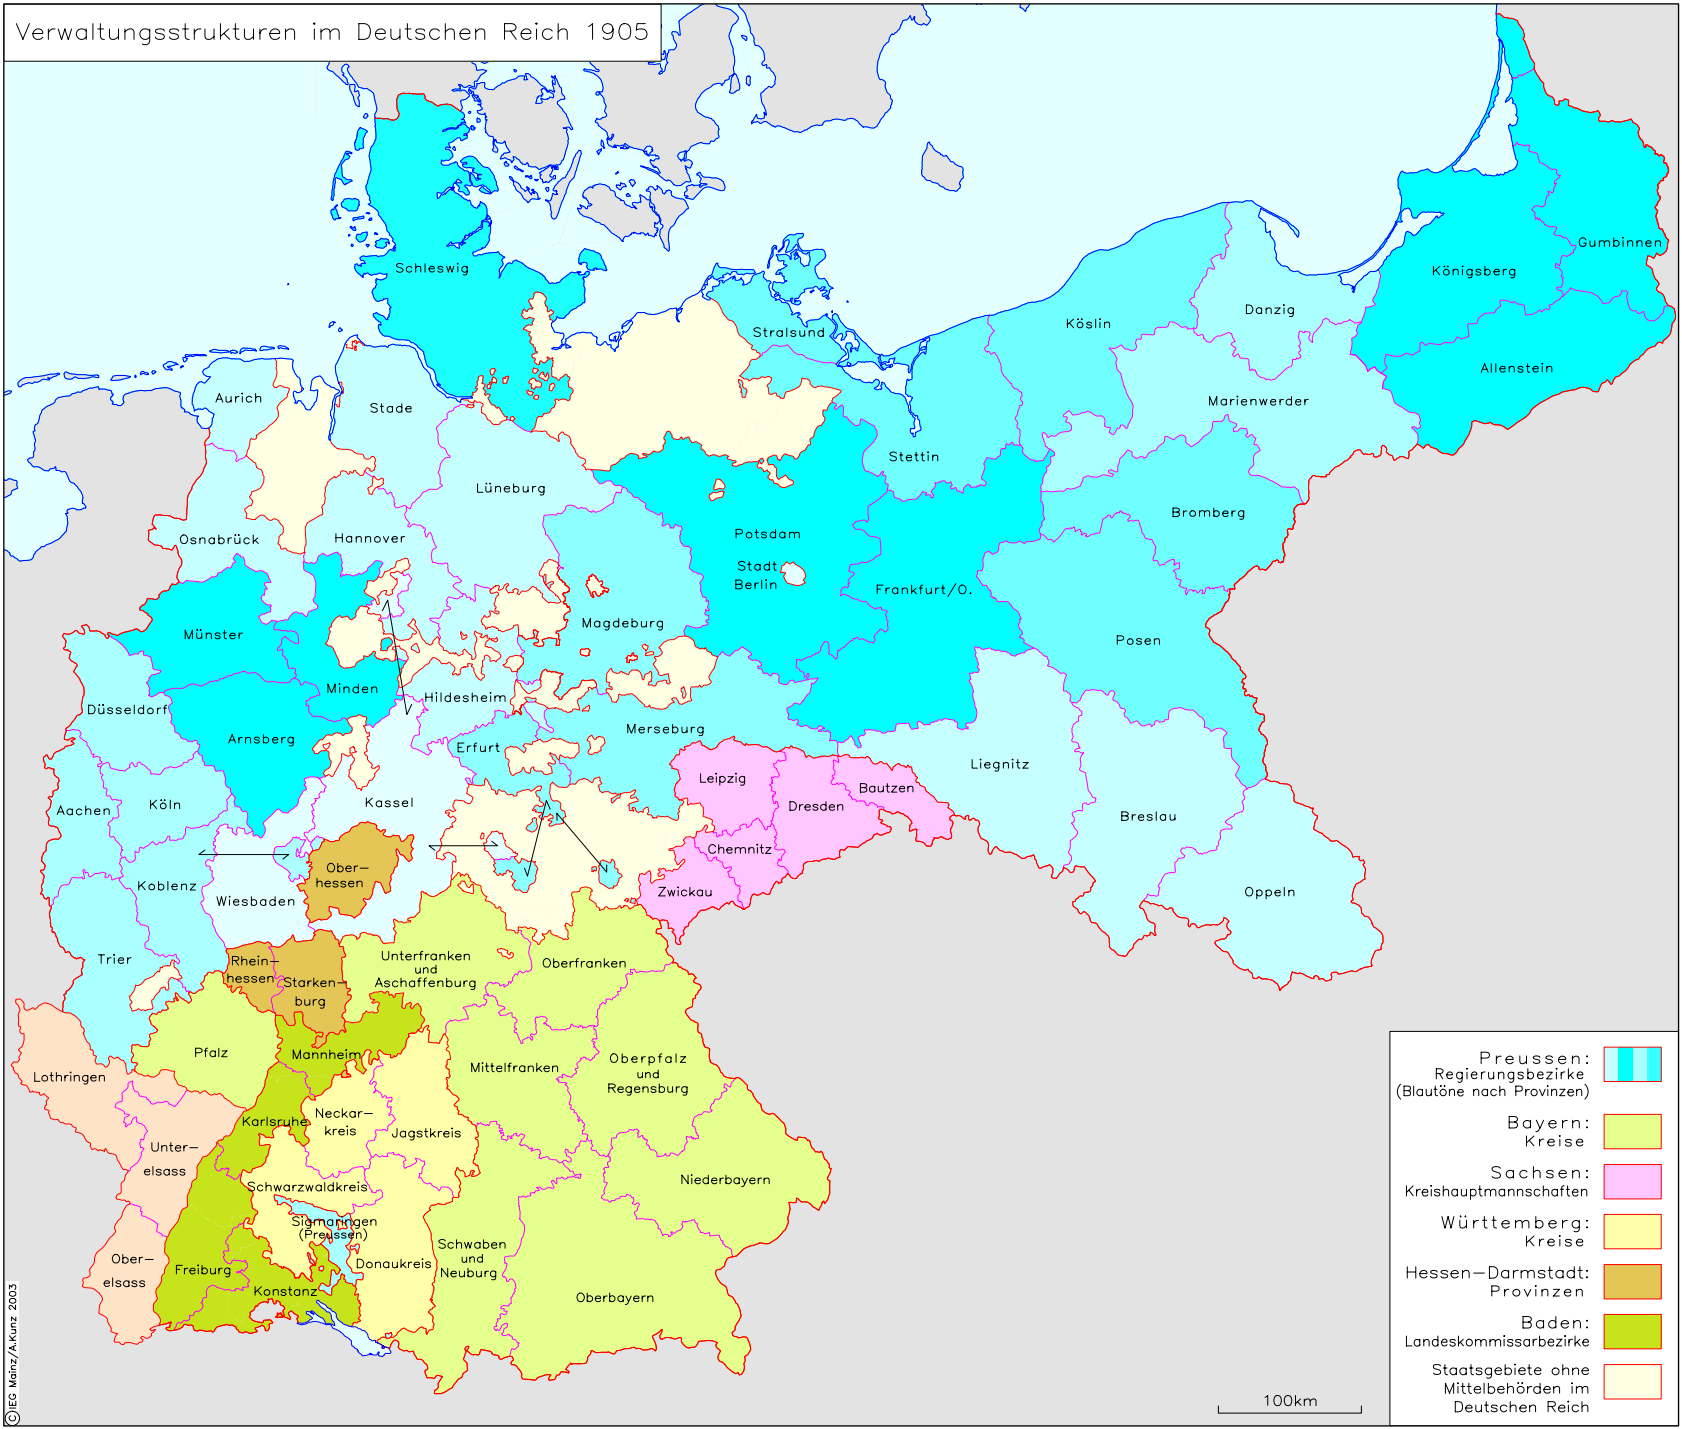 Verwaltungsstrukturen im Deutschen Reich 1905
Schleswig
Gumbinnen
Königsberg
Danzig
Köslin
Stralsund
Allenstein
Aurich
Stade
Marienwerder
Stettin
Lüneburg
Bromberg
Osnabrück
Hannover
Potsdam
Stadt
Berlin
Frankfurt/O.
Münster
Magdeburg
Posen
Minden
Hildesheim
Düsseldorf
Arnsberg
Erfurt
Merseburg
Liegnitz
Leipzig
Bautzen
Aachen
Köln
Kassel
Dresden
Breslau
Chemnitz
Ober-
hessen
Koblenz
Wiesbaden
Zwickau
Oppeln
Trier
Rhein-
hessen
Starken-
burg
Unterfranken
und
Aschaffenburg
Oberfranken
Pfalz
Mannheim
Mittelfranken
Oberpfalz
und
Regensburg
Lothringen
Karlsruhe
Neckar-
kreis
Jagstkreis
Unter-
elsass
Schwarzwaldkreis
Niederbayern
Sigmaringen
(Preussen)
Ober-
elsass
Freiburg
Konstanz
Donaukreis
Schwaben
und
Neuburg
Oberbayern
Preussen:
Regierungsbezirke
(Blautöne nach Provinzen)
Bayern:
Kreise
Sachsen:
Kreishauptmannschaften
Württemberg:
Kreise
Hessen-Darmstadt:
Provinzen
Baden:
Landeskommissarbezirke
Staatsgebiete ohne
Mittelbehörden im
Deutschen Reich
100km
©IEG Mainz/A.Kunz 2003